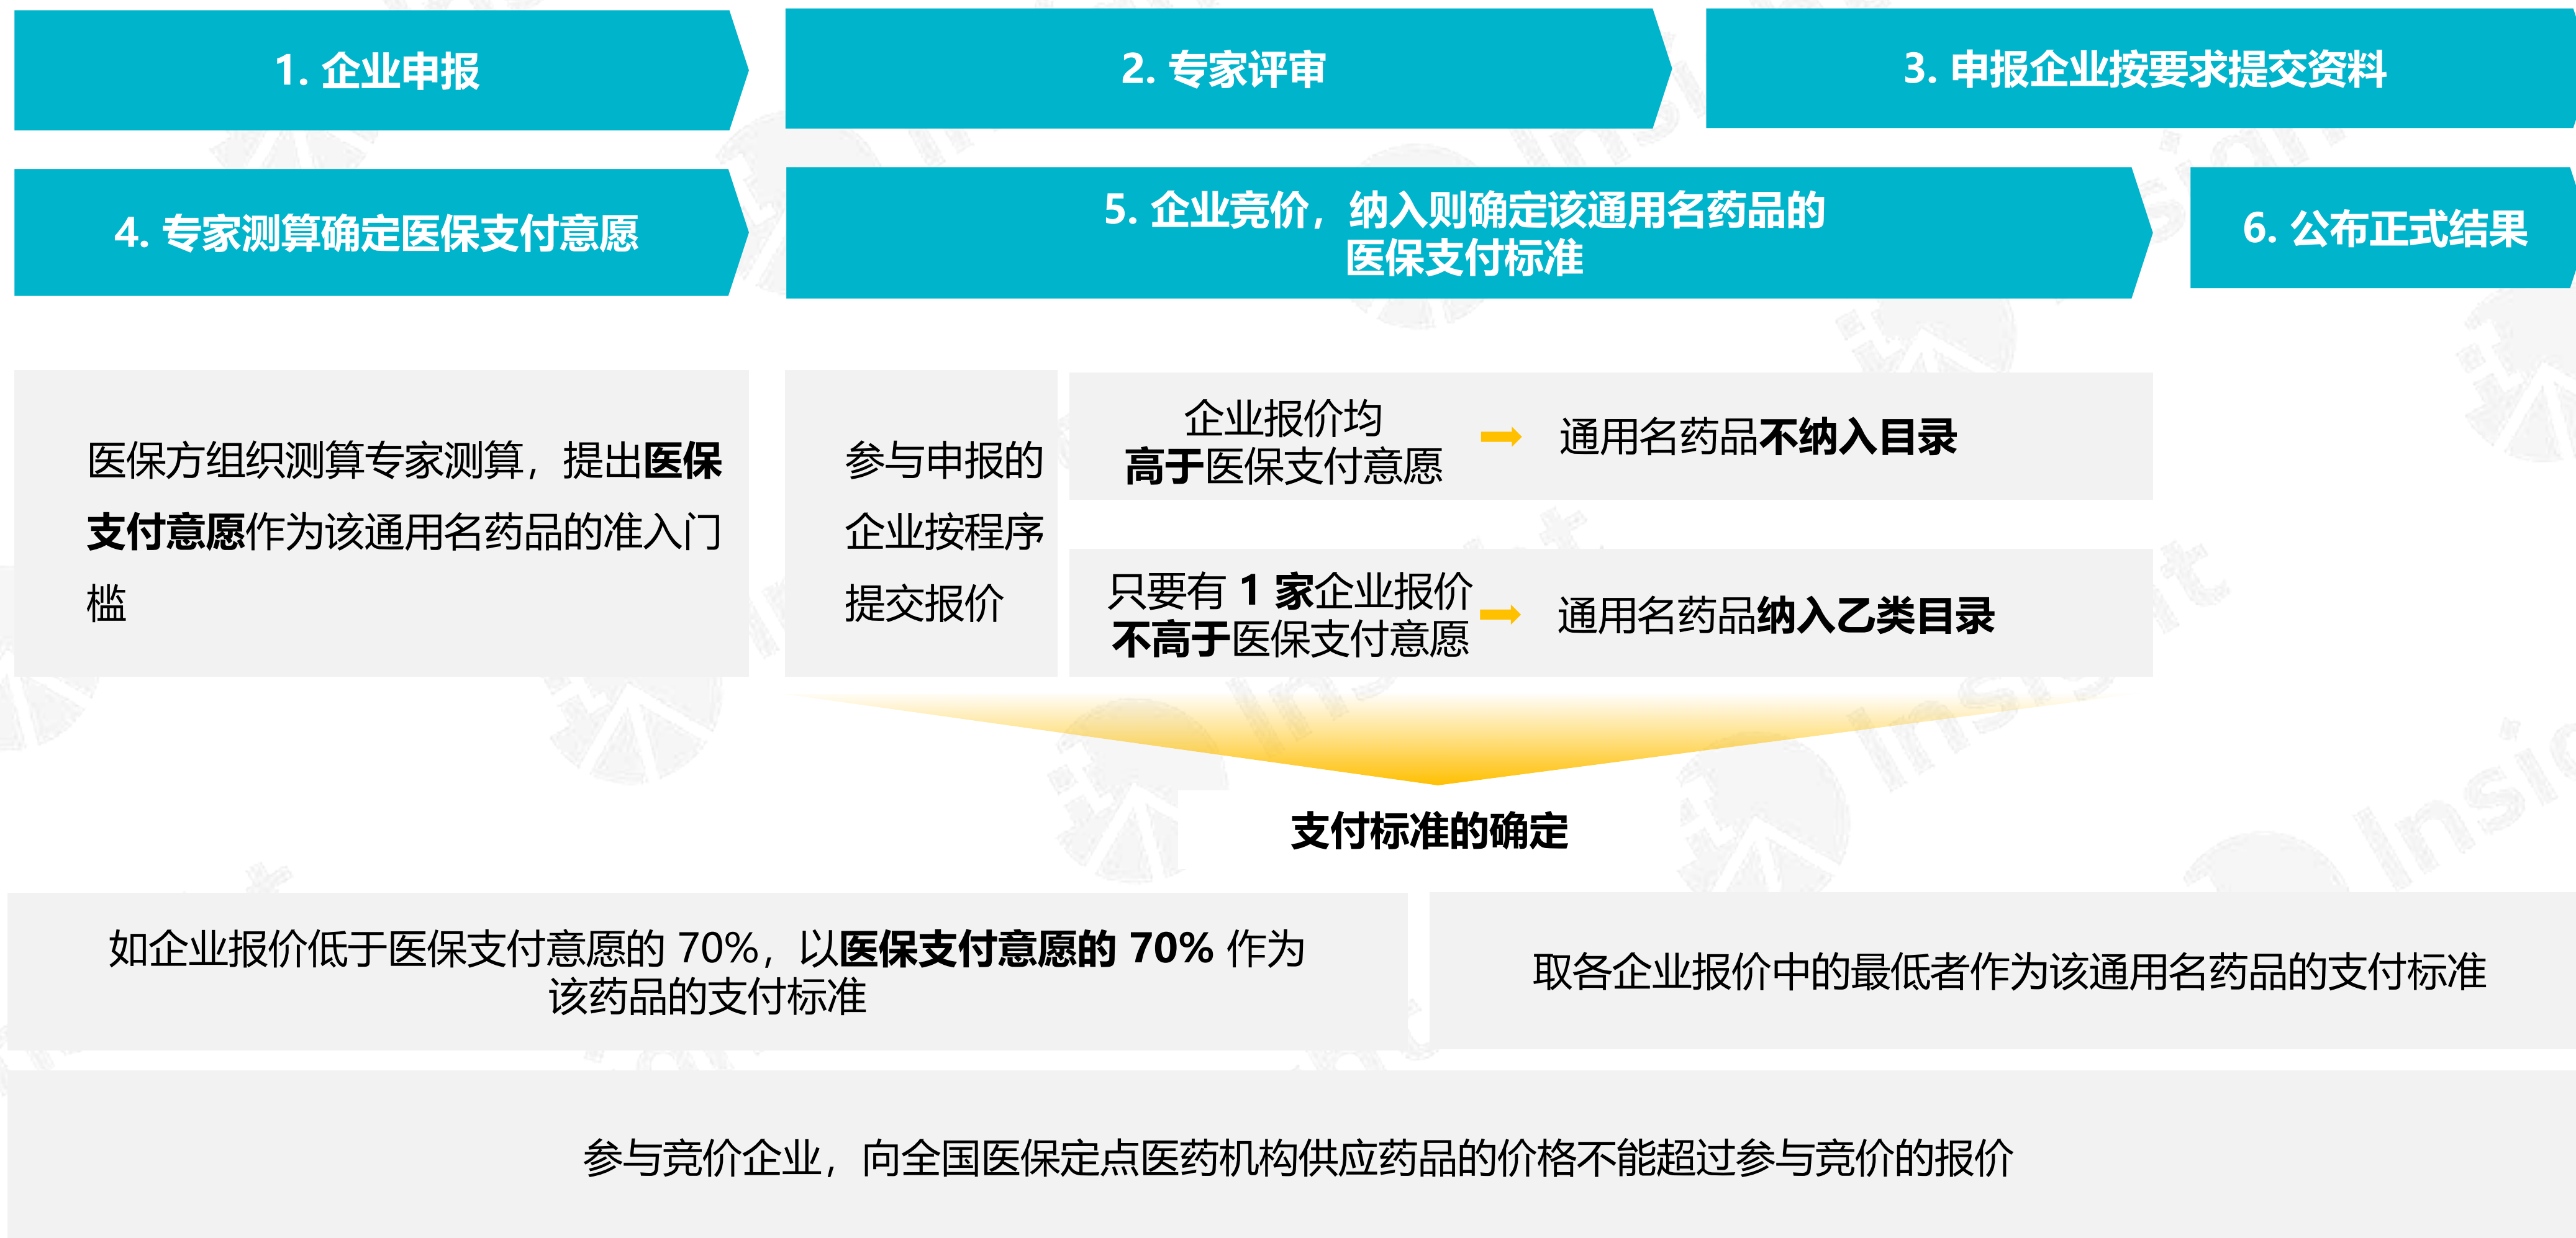 1. 企业申报
2. 专家评审
3. 申报企业按要求提交资料
4. 专家测算确定医保支付意愿
5. 企业竞价，纳入则确定该通用名药品的
医保支付标准
6. 公布正式结果
医保方组织测算专家测算，提出医保
支付意愿作为该通用名药品的准入门
槛
参与申报的
企业按程序
提交报价
企业报价均
高于医保支付意愿
通用名药品不纳入目录
只要有 1 家企业报价
不高于医保支付意愿
通用名药品纳入乙类目录
支付标准的确定
如企业报价低于医保支付意愿的 70%，以医保支付意愿的 70% 作为
该药品的支付标准
取各企业报价中的最低者作为该通用名药品的支付标准
参与竞价企业，向全国医保定点医药机构供应药品的价格不能超过参与竞价的报价
Insight